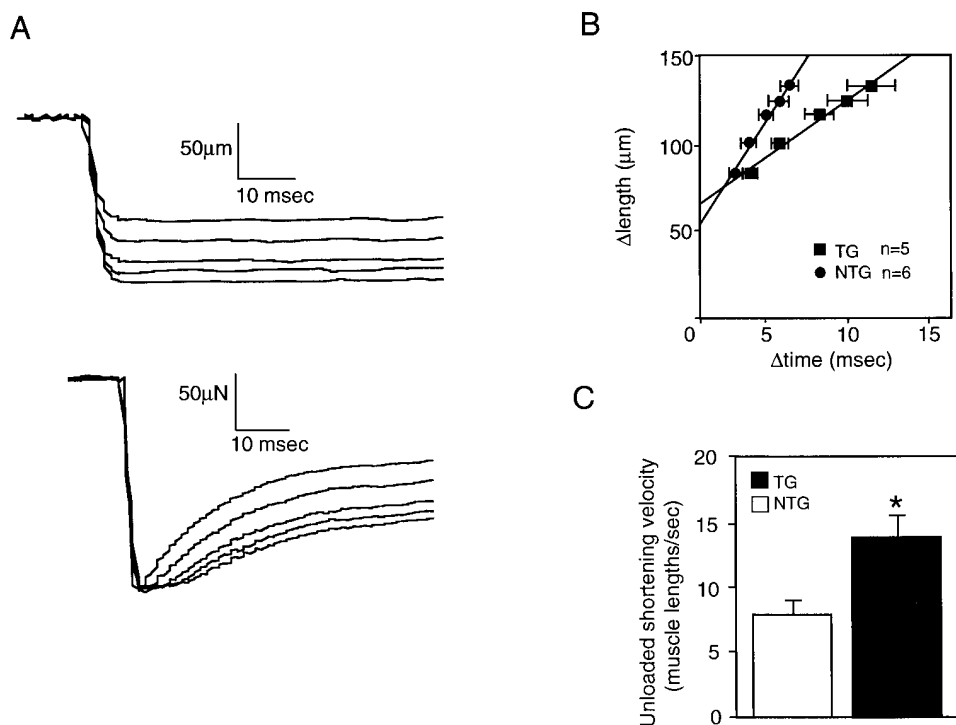 A
50μm
10 msec
50μN
10 msec
B
150
100
50
0
5
10
15
Δlength (μm)
Δtime (msec)
TG n=5
NTG n=6
C
20
15
10
5
0
Unloaded shortening velocity
(muscle lengths/sec)
TG
NTG
*